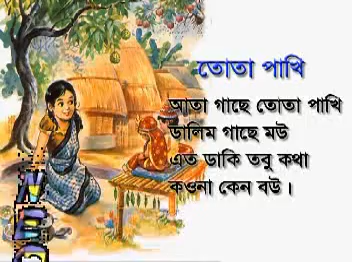 তোতা পাখি
আতা গাছে তোতা পাখি
ডালিম গাছে মউ
এত ডাকি তবু কথা
কওনা কেন বউ।